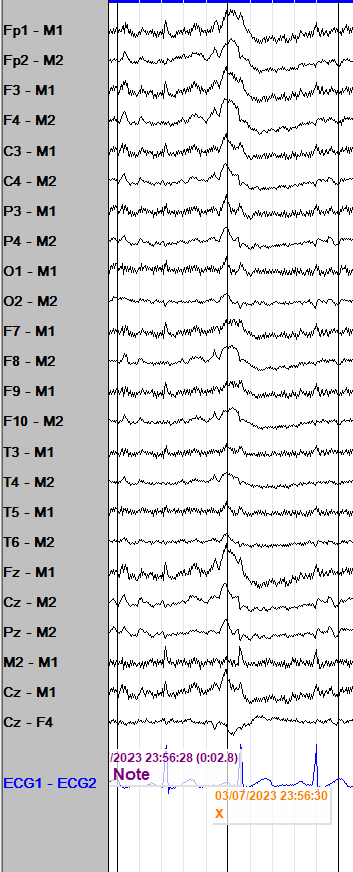 Fp1 - M1
Fp2 - M2
F3 - M1
F4 - M2
C3 - M1
C4 - M2
P3 - M1
P4 - M2
O1 - M1
O2 - M2
F7 - M1
F8 - M2
F9 - M1
F10 - M2
T3 - M1
T4 - M2
T5 - M1
T6 - M2
Fz - M1
Cz - M2
Pz - M2
M2 - M1
Cz - M1
Cz - F4
/2023 23:56:28 (0:02.8)
Note
ECG1 - ECG2
03/07/2023 23:56:30
x